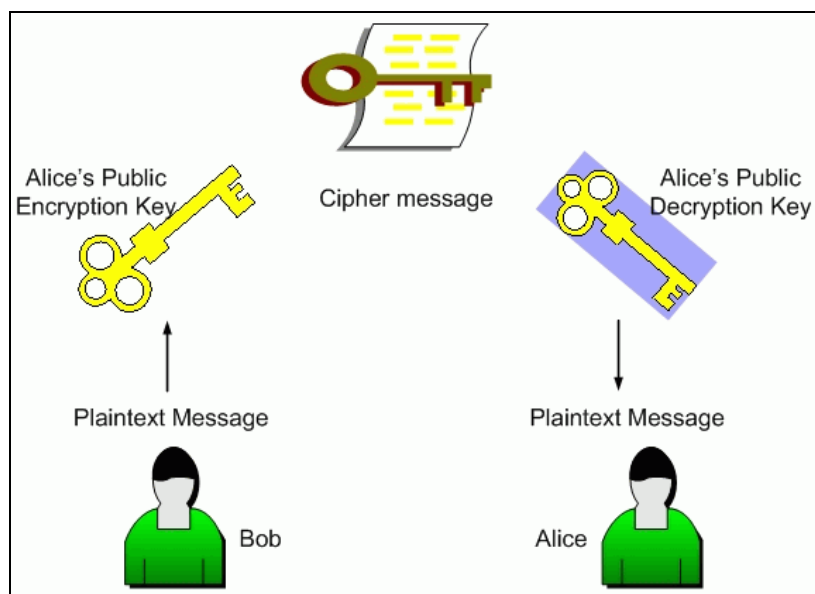 Alice's Public
Encryption Key
Cipher message
Alice's Public
Decryption Key
Plaintext Message
Plaintext Message
Bob
Alice